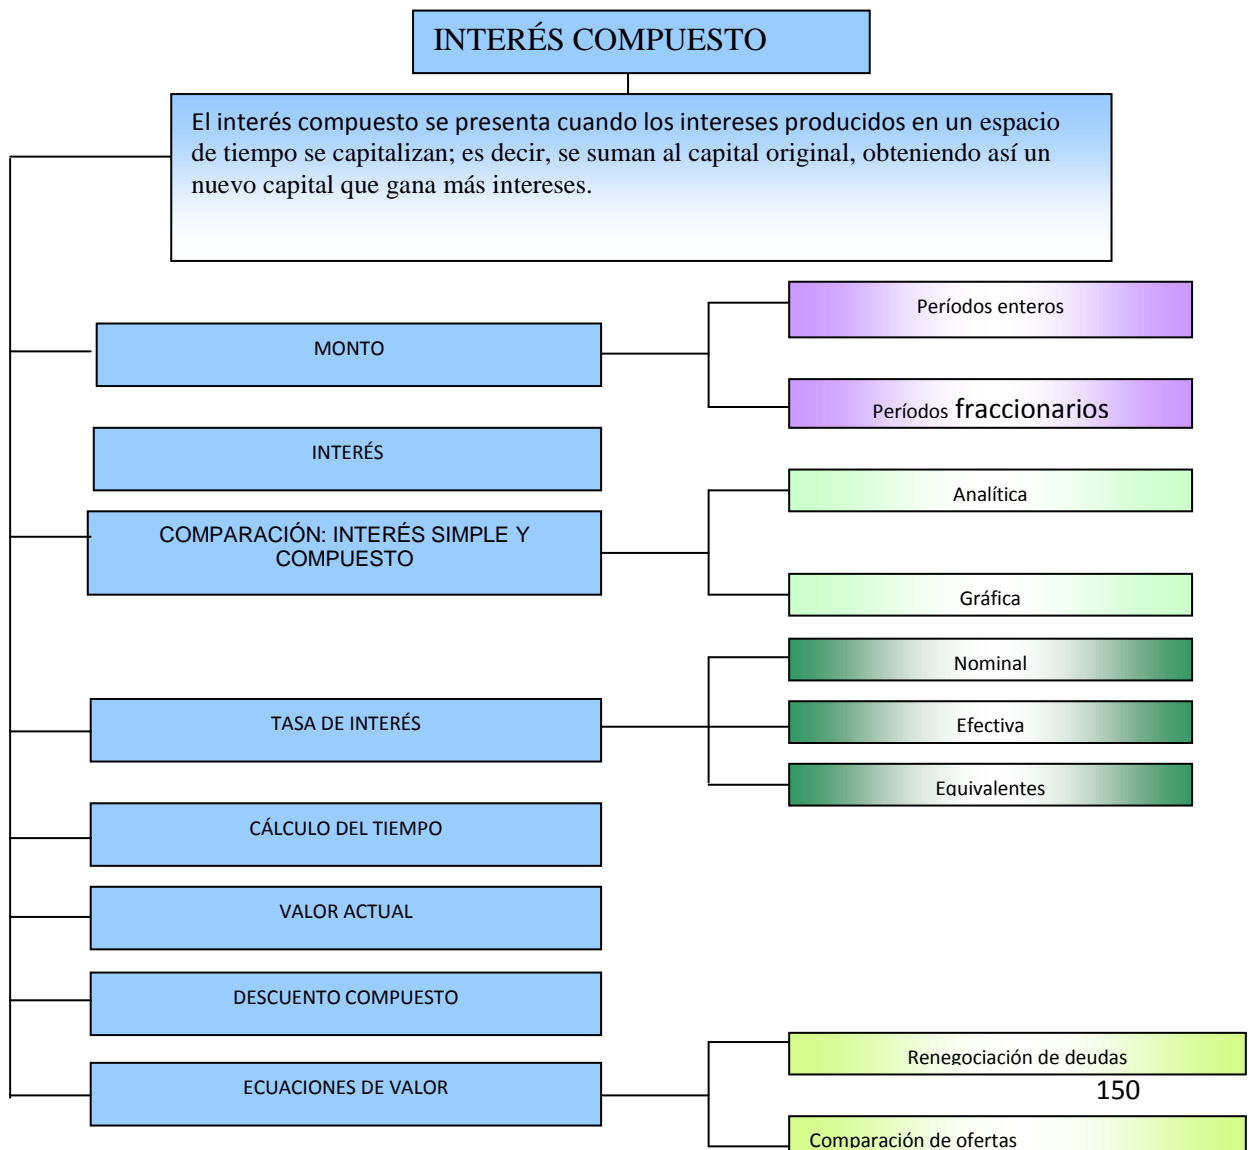 INTERÉS COMPUESTO
El interés compuesto se presenta cuando los intereses producidos en un espacio
de tiempo se capitalizan; es decir, se suman al capital original, obteniendo así un
nuevo capital que gana más intereses.
MONTO
Períodos enteros
Períodos fraccionarios
INTERÉS
COMPARACIÓN: INTERÉS SIMPLE Y
COMPUESTO
Analítica
Gráfica
TASA DE INTERÉS
Nominal
Efectiva
Equivalentes
CÁLCULO DEL TIEMPO
VALOR ACTUAL
DESCUENTO COMPUESTO
ECUACIONES DE VALOR
Renegociación de deudas
150
Comparación de ofertas